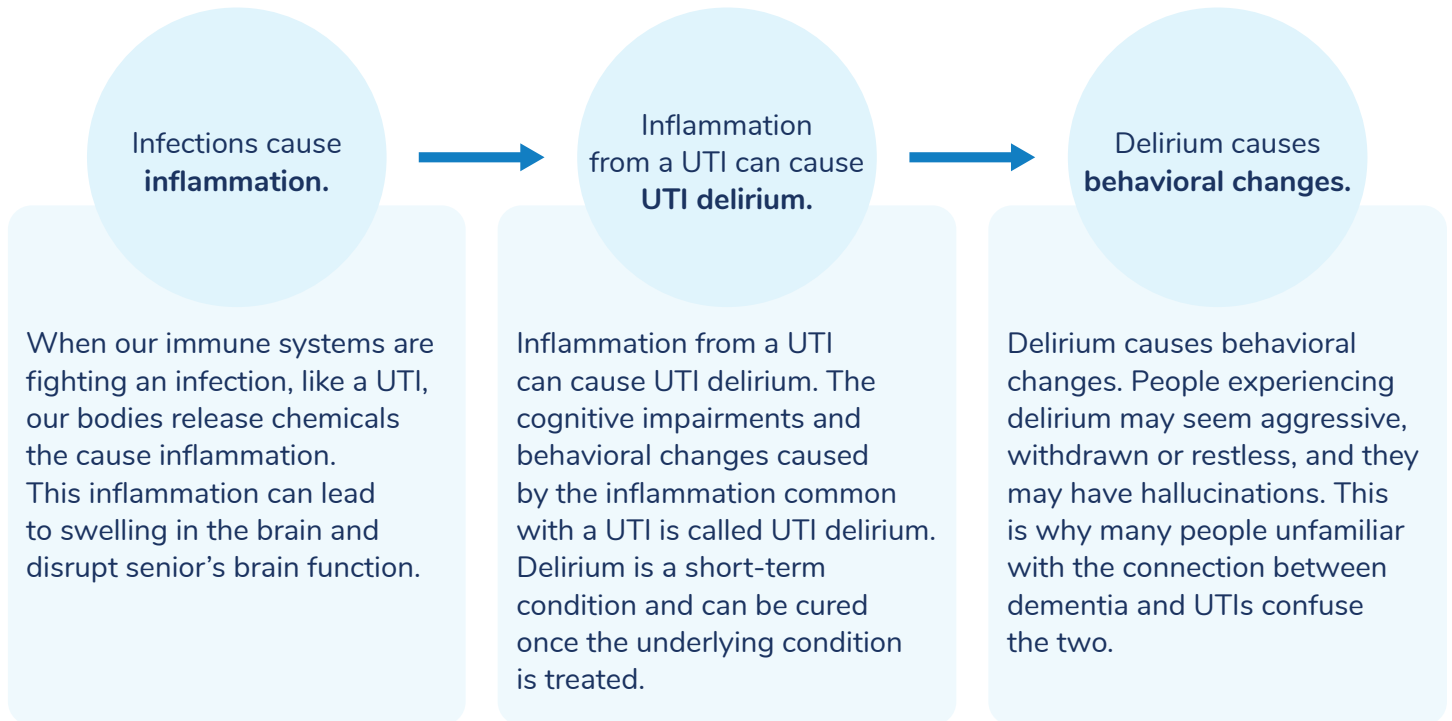 Infections cause
inflammation.
When our immune systems are
fighting an infection, like a UTI,
our bodies release chemicals
the cause inflammation.
This inflammation can lead
to swelling in the brain and
disrupt senior’s brain function.
Inflammation
from a UTI can cause
UTI delirium.
Inflammation from a UTI
can cause UTI delirium. The
cognitive impairments and
behavioral changes caused
by the inflammation common
with a UTI is called UTI delirium.
Delirium is a short-term
condition and can be cured
once the underlying condition
is treated.
Delirium causes
behavioral changes.
Delirium causes behavioral
changes. People experiencing
delirium may seem aggressive,
withdrawn or restless, and they
may have hallucinations. This
is why many people unfamiliar
with the connection between
dementia and UTIs confuse
the two.